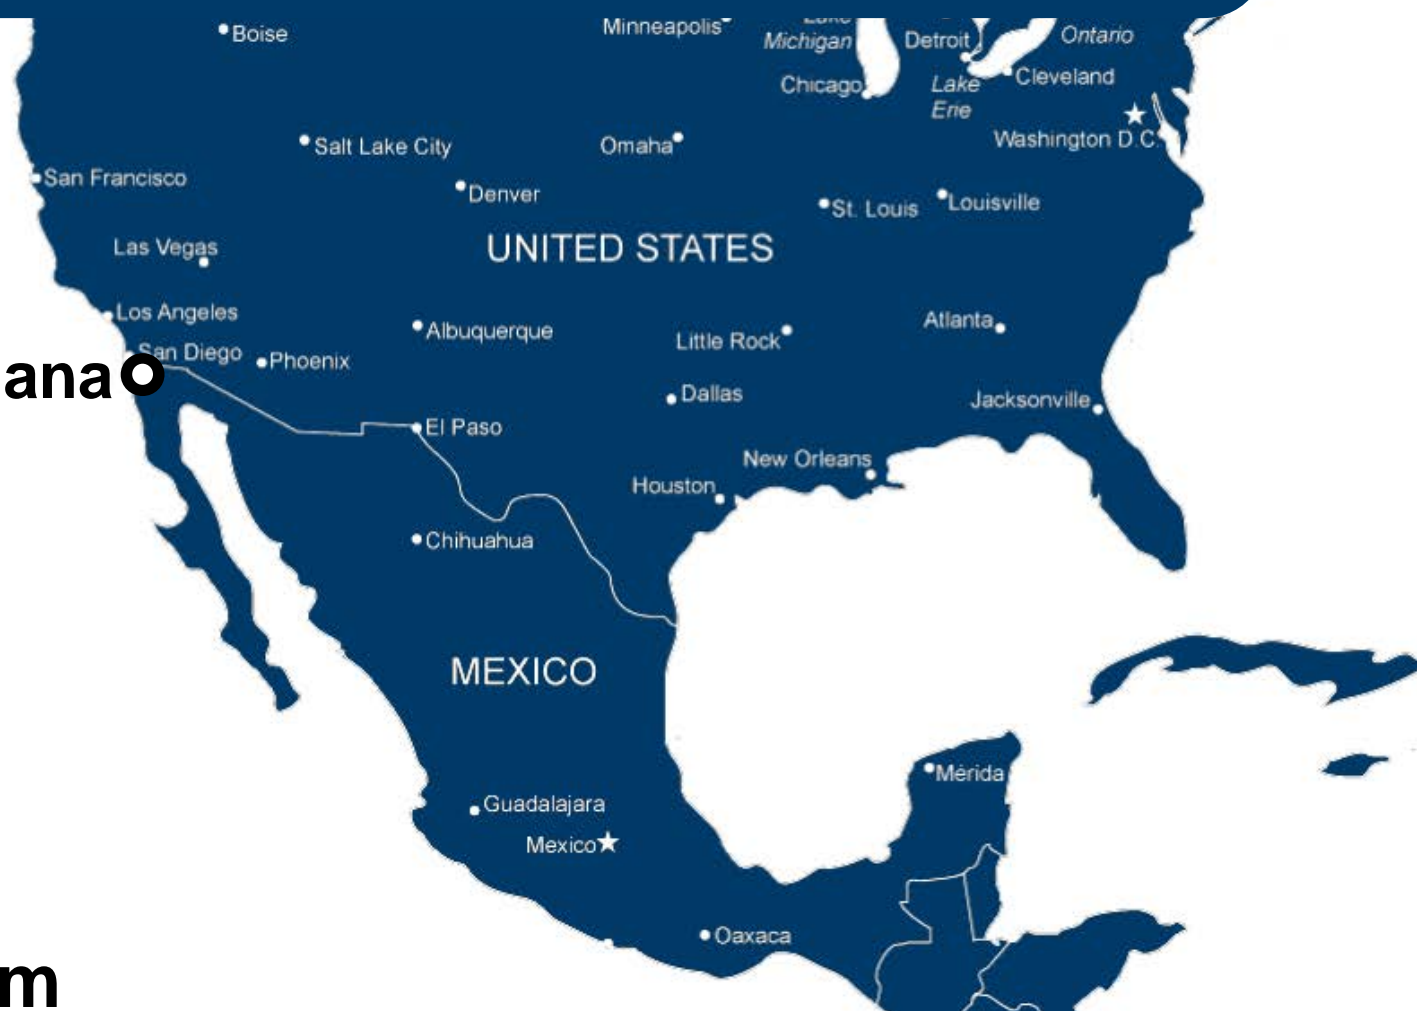 Boise
Minneapolis
Lake
Michigan
Detroit
Ontario
Chicago
Lake
Erie
Cleveland
Washington D.C.
Salt Lake City
Omaha
San Francisco
Denver
St. Louis
Louisville
Las Vegas
UNITED STATES
Los Angeles
Albuquerque
Little Rock
Atlanta
San Diego
Phoenix
ana
Dallas
Jacksonville
El Paso
New Orleans
Houston
Chihuahua
MEXICO
Mérida
Guadalajara
Mexico
Oaxaca
m